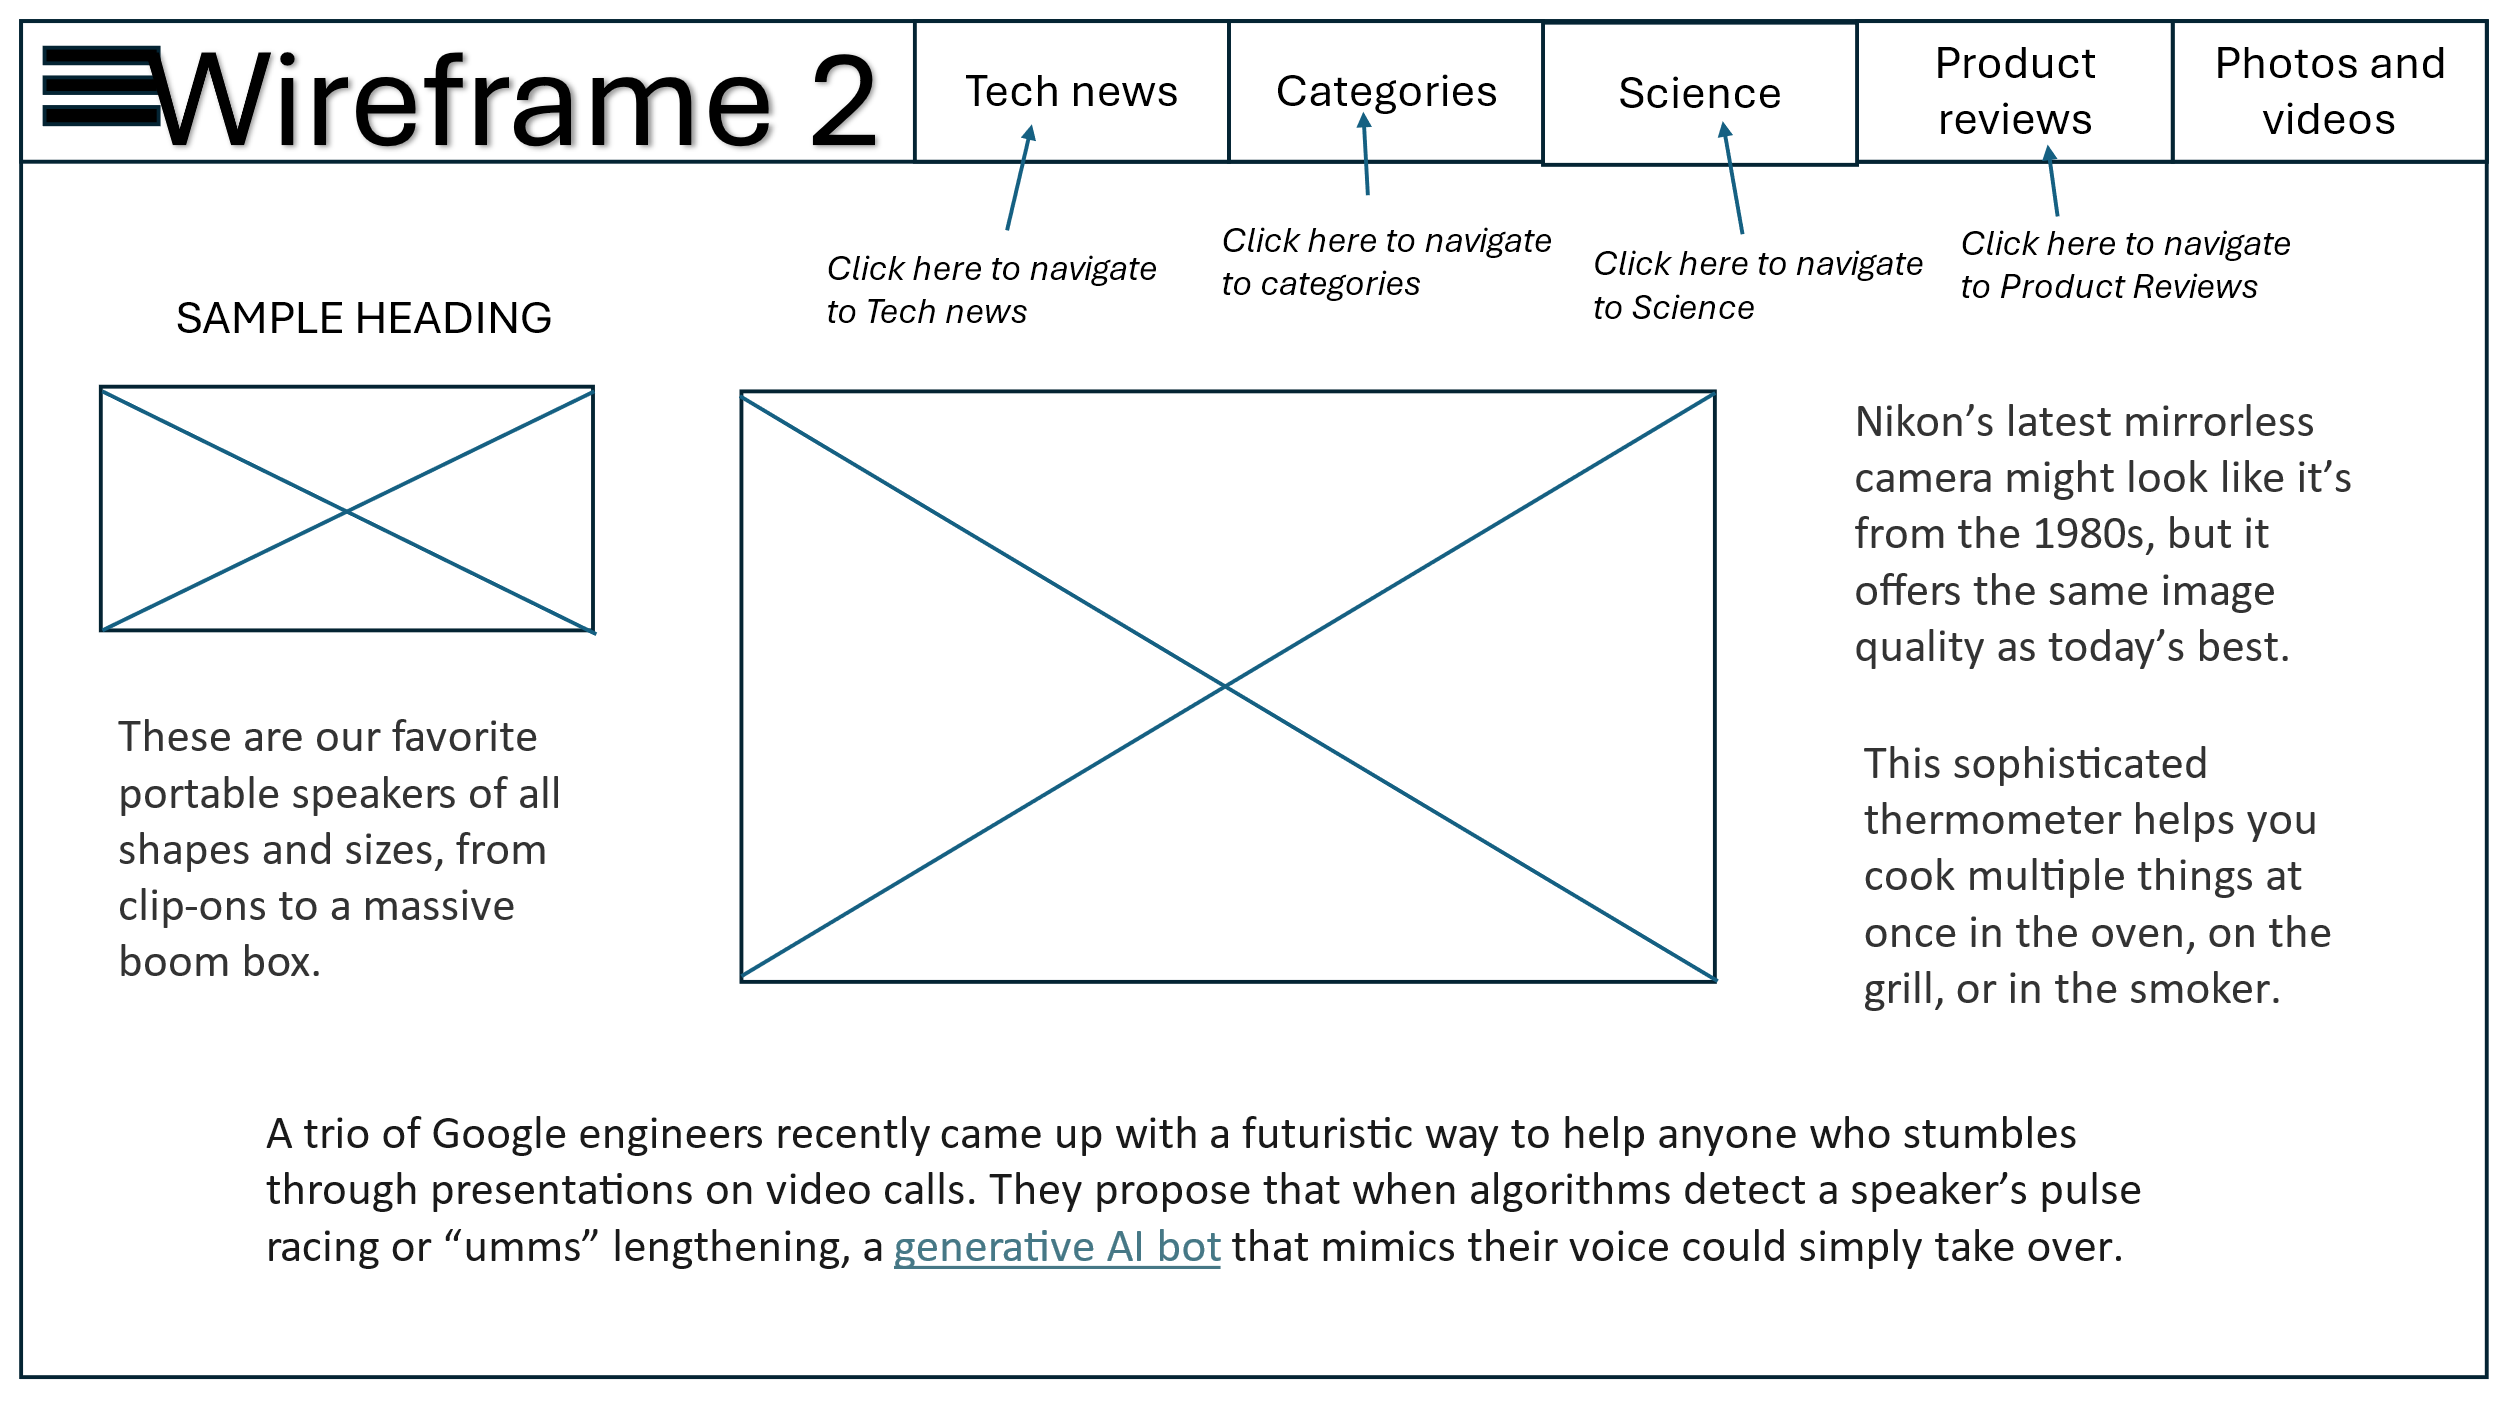 Wireframe 2
Tech news
Categories
Science
Product
reviews
Photos and
videos
Click here to navigate
to Tech news
Click here to navigate
to categories
Click here to navigate
to Science
Click here to navigate
to Product Reviews
SAMPLE HEADING
These are our favorite
portable speakers of all
shapes and sizes, from
clip-ons to a massive
boom box.
Nikon’s latest mirrorless
camera might look like it’s
from the 1980s, but it
offers the same image
quality as today’s best.
This sophisticated
thermometer helps you
cook multiple things at
once in the oven, on the
grill, or in the smoker.
A trio of Google engineers recently came up with a futuristic way to help anyone who stumbles
through presentations on video calls. They propose that when algorithms detect a speaker’s pulse
racing or “umms” lengthening, a generative AI bot that mimics their voice could simply take over.